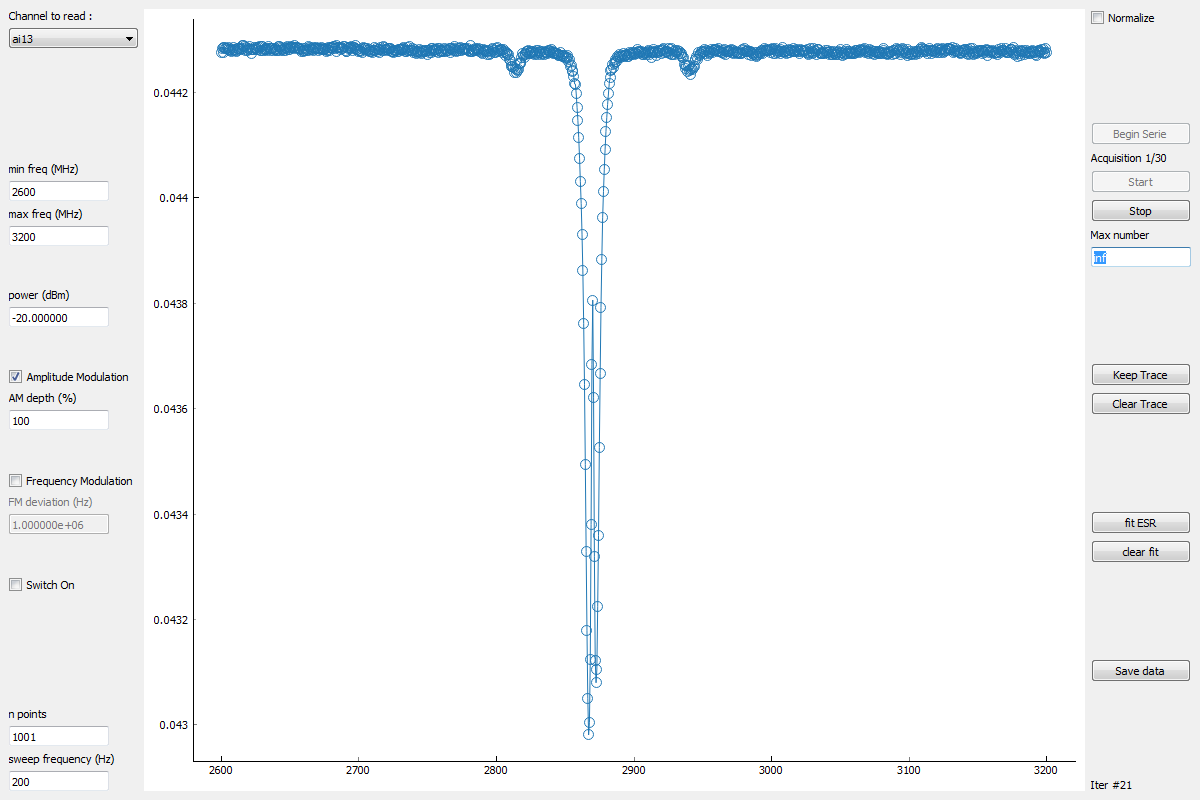 Channel to read :
ai13
min freq (MHz)
2600
max freq (MHz)
3200
power (dBm)
-20.000000
Amplitude Modulation
AM depth (%)
100
Frequency Modulation
FM deviation (Hz)
1.000000e+06
Switch On
n points
1001
sweep frequency (Hz)
200
0.0442
0.044
0.0438
0.0436
0.0434
0.0432
0.043
2600 2700 2800 2900 3000 3100 3200
Normalize
Begin Serie
Acquisition 1/30
Start
Stop
Max number
inf
Keep Trace
Clear Trace
fit ESR
clear fit
Save data
Iter #21